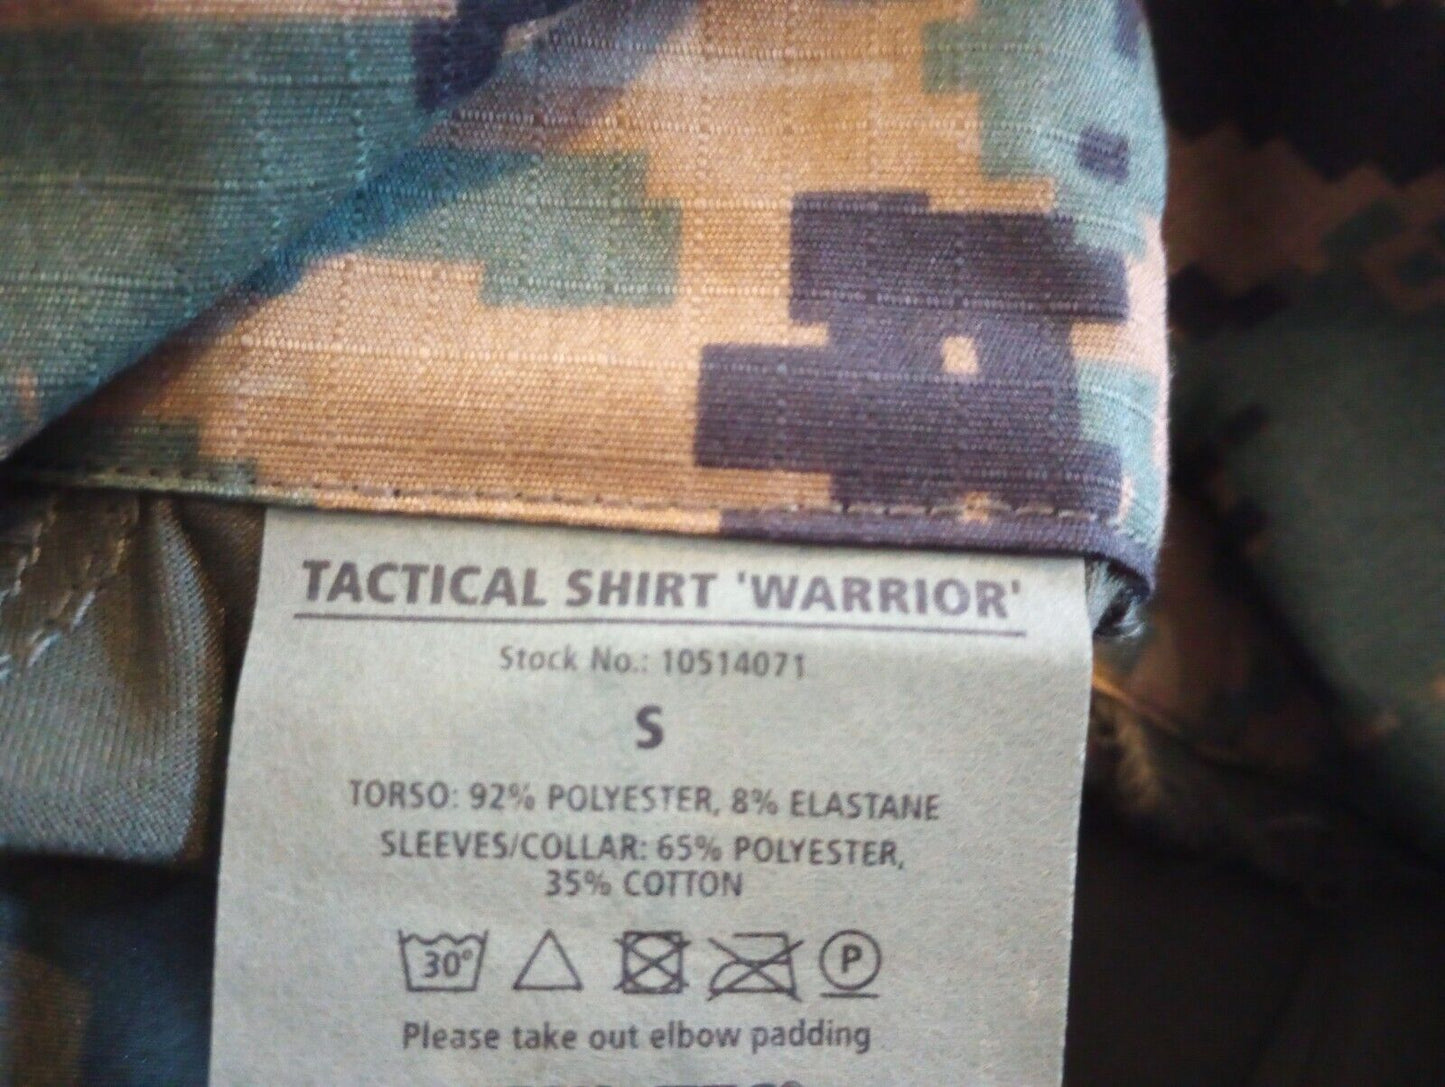 TACTICAL SHIRT 'WARRIOR'
Stock No.: 10514071
S
TORSO: 92% POLYESTER, 8% ELASTANE
SLEEVES/COLLAR: 65% POLYESTER,
35% COTTON
30° P
Please take out elbow padding